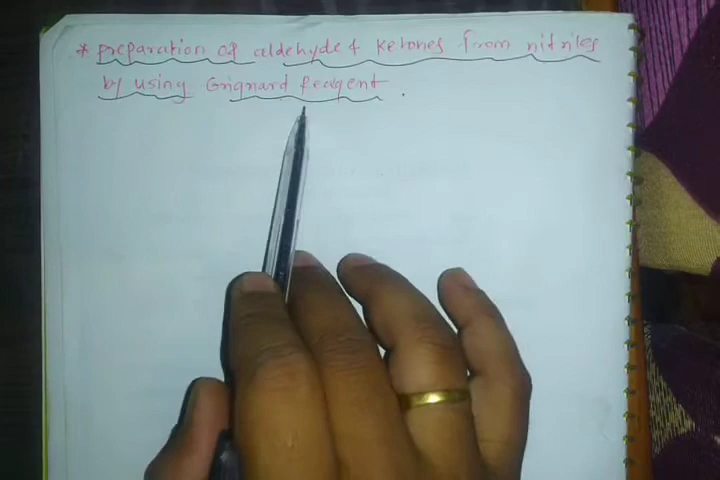 * preparation of aldehyde & ketones from nitriles
by using Grignard Reagent .